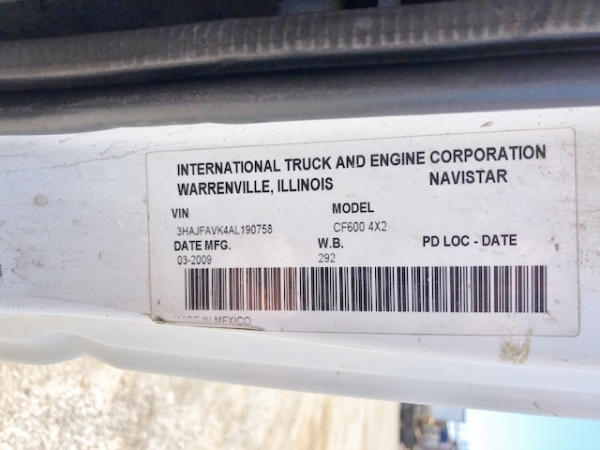 INTERNATIONAL TRUCK AND ENGINE CORPORATION
WARRENVILLE, ILLINOIS NAVISTAR
VIN MODEL
3HAJFAVK4AL190758 CF600 4X2
DATE MFG. W.B. PD LOC - DATE
03-2009 292
MADE IN MEXICO